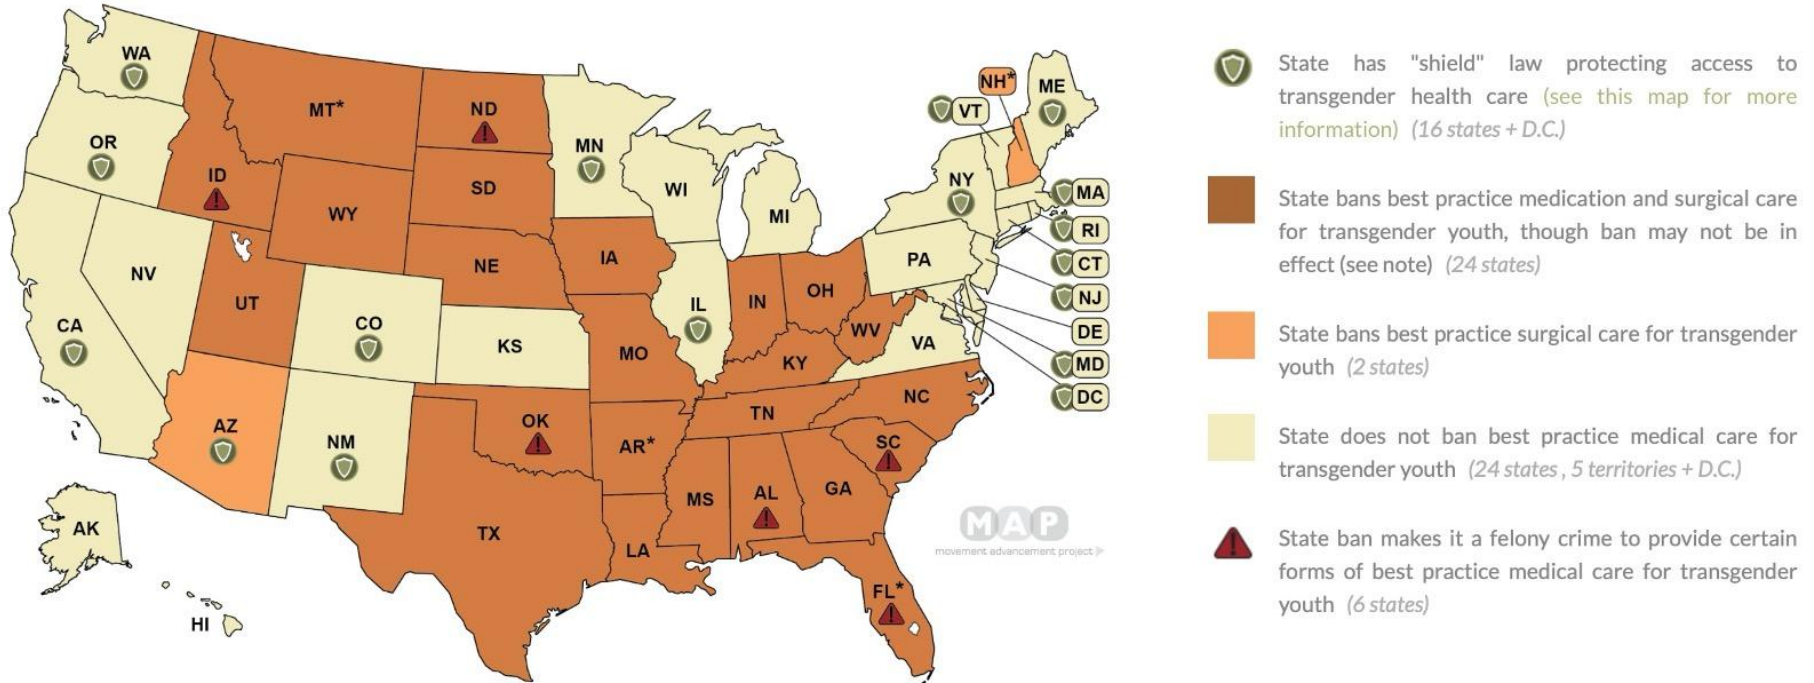 WA
MT*
ND
OR
ID
MN
NH*
VT
ME
SD
WI
NY
MA
WY
MI
RI
IA
PA
CT
NV
NE
NJ
UT
IL
IN
OH
DE
CA
CO
KS
MO
WV
VA
MD
KY
DC
AZ
NM
OK
TN
NC
AR*
SC
MS
AL
GA
TX
LA
AK
HI
FL*
MAP
movement advancement project
State has "shield" law protecting access to
transgender health care (see this map for more
information) (16 states + D.C.)
State bans best practice medication and surgical care
for transgender youth, though ban may not be in
effect (see note) (24 states)
State bans best practice surgical care for transgender
youth (2 states)
State does not ban best practice medical care for
transgender youth (24 states , 5 territories + D.C.)
State ban makes it a felony crime to provide certain
forms of best practice medical care for transgender
youth (6 states)